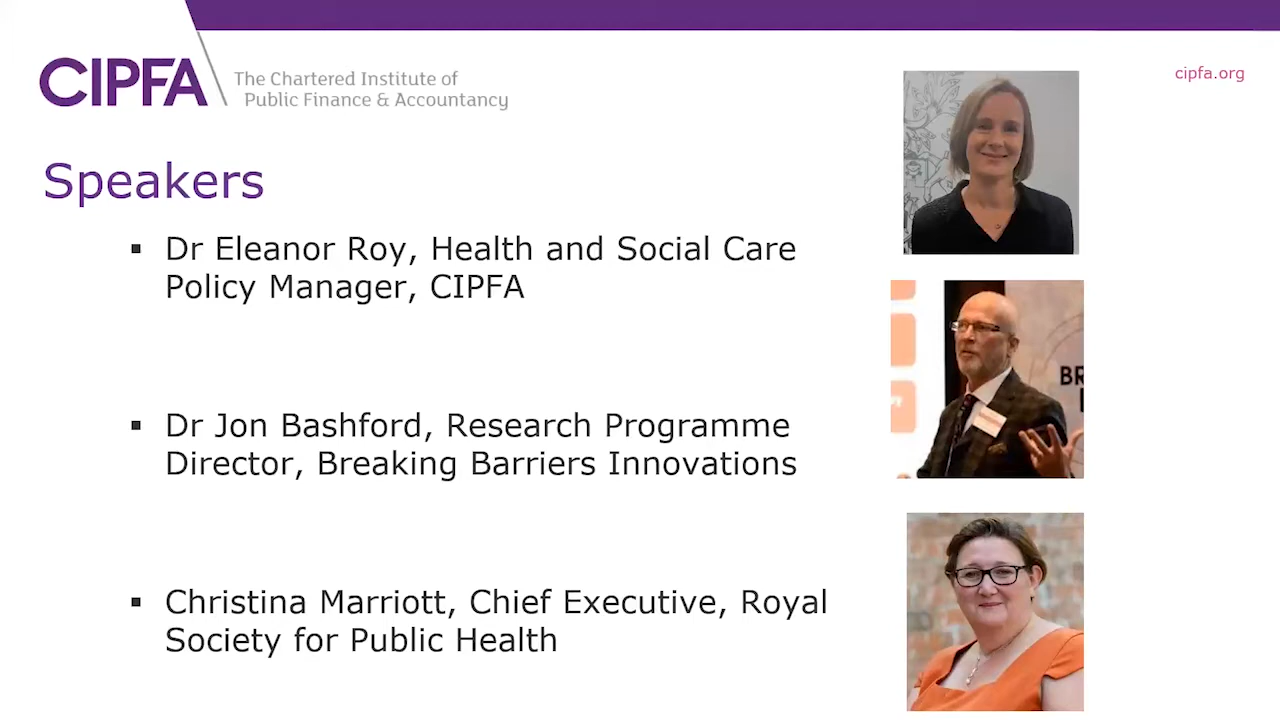 CIPFA
The Chartered Institute of
Public Finance & Accountancy
cipfa.org
Speakers
▪ Dr Eleanor Roy, Health and Social Care
Policy Manager, CIPFA
▪ Dr Jon Bashford, Research Programme
Director, Breaking Barriers Innovations
▪ Christina Marriott, Chief Executive, Royal
Society for Public Health
BR